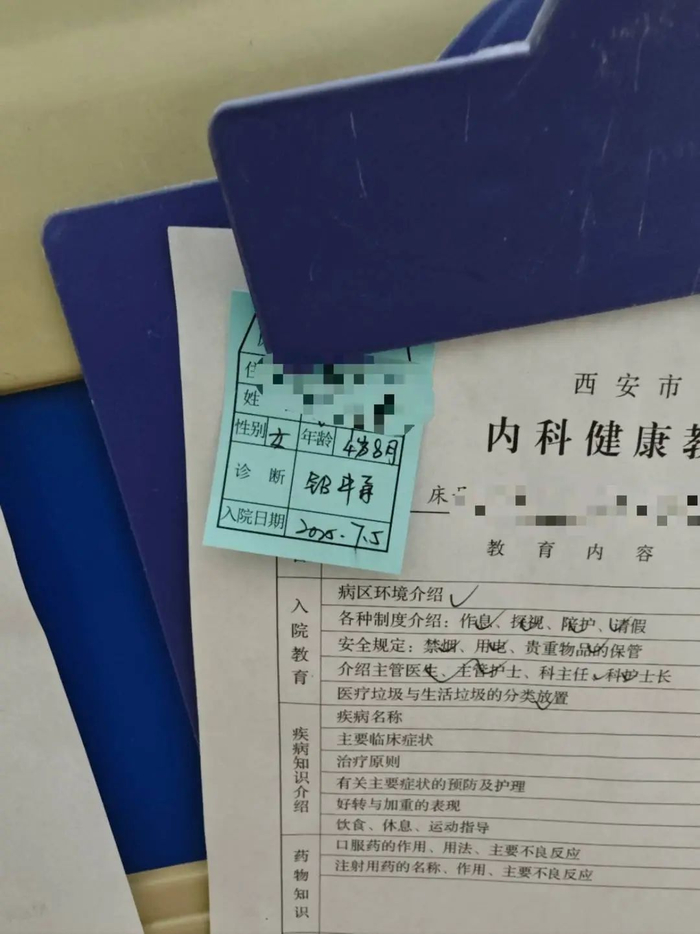 住
姓
性别 女 年龄 4岁8月
诊 断 铅中毒
入院日期 2025.7.5
西安市
内科健康教
床号
教育内容
入院教育
病区环境介绍 ✓
各种制度介绍：作息、探视、陪护、请假
安全规定：禁烟、用电、贵重物品的保管
介绍主管医生、主管护士、科主任、科护士长
医疗垃圾与生活垃圾的分类放置
疾病知识介绍
疾病名称
主要临床症状
治疗原则
有关主要症状的预防及护理
好转与加重的表现
饮食、休息、运动指导
药物知识
口服药的作用、用法、主要不良反应
注射用药的名称、作用、主要不良反应